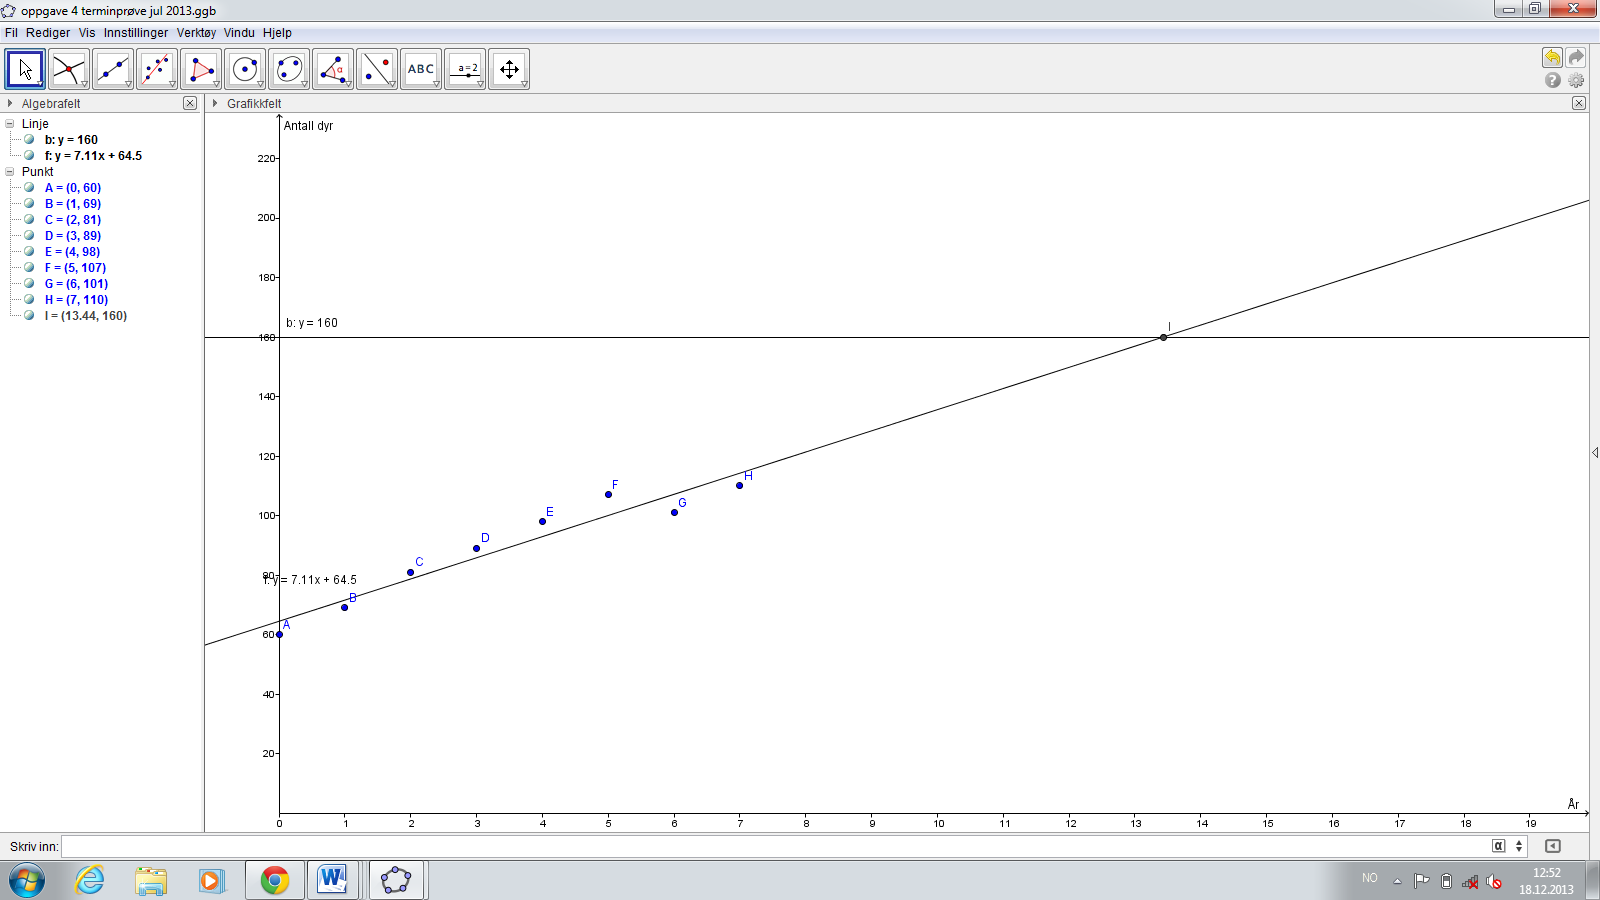 oppgave 4 terminprøve jul 2013.ggb
Fil Rediger Vis Innstillinger Verktøy Vindu Hjelp
ABC
a = 2
α
Algebrafelt
Grafikkfelt
Linje
b: y = 160
f: y = 7.11x + 64.5
Punkt
A = (0, 60)
B = (1, 69)
C = (2, 81)
D = (3, 89)
E = (4, 98)
F = (5, 107)
G = (6, 101)
H = (7, 110)
I = (13.44, 160)
Antall dyr
220
200
180
b: y = 160
I
160
140
120
H
F
100
G
E
D
C
80
f: y = 7.11x + 64.5
B
A
60
40
20
År
0 1 2 3 4 5 6 7 8 9 10 11 12 13 14 15 16 17 18 19
Skriv inn:
α
NO
12:52
18.12.2013